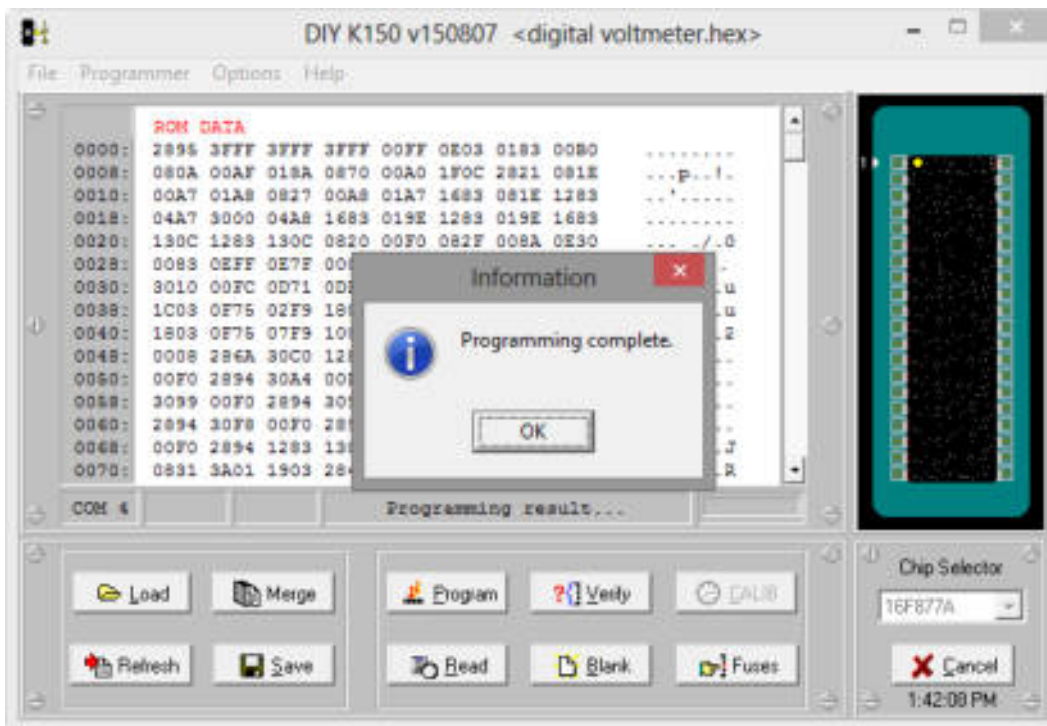 DIY K150 v150807 <digital voltmeter.hex>
File Programmer Options Help
ROM DATA
0000: 2895 3FFF 3FFF 3FFF 00FF 0E03 0183 00B0 ........
0008: 080A 00AF 018A 0870 00A0 1F0C 2821 081E ...p..!.
0010: 00A7 01A8 0827 00A8 01A7 1683 081E 1283 ..'.....
0018: 04A7 3000 04A8 1683 019E 1283 019E 1683 ........
0020: 130C 1283 130C 0820 00F0 082F 008A 0E30 ... ./.0
0028: 0083 0EFF 0E7F
0030: 3010 00FC 0D71 .u
0038: 1C03 0F75 02F9 .u
0040: 1803 0F75 07F9 .2
0048: 0008 286A 30C0
0050: 00F0 2894 30A4
0058: 3099 00F0 2894
0060: 2894 30F8 00F0
0068: 00F0 2894 1283 .J
0070: 0831 3A01 1903 .R
Information
Programming complete.
OK
COM 4 Programming result...
Load Merge Program Verify CALIB
Refresh Save Read Blank Fuses
Chip Selector
16F877A
Cancel
1:42:08 PM